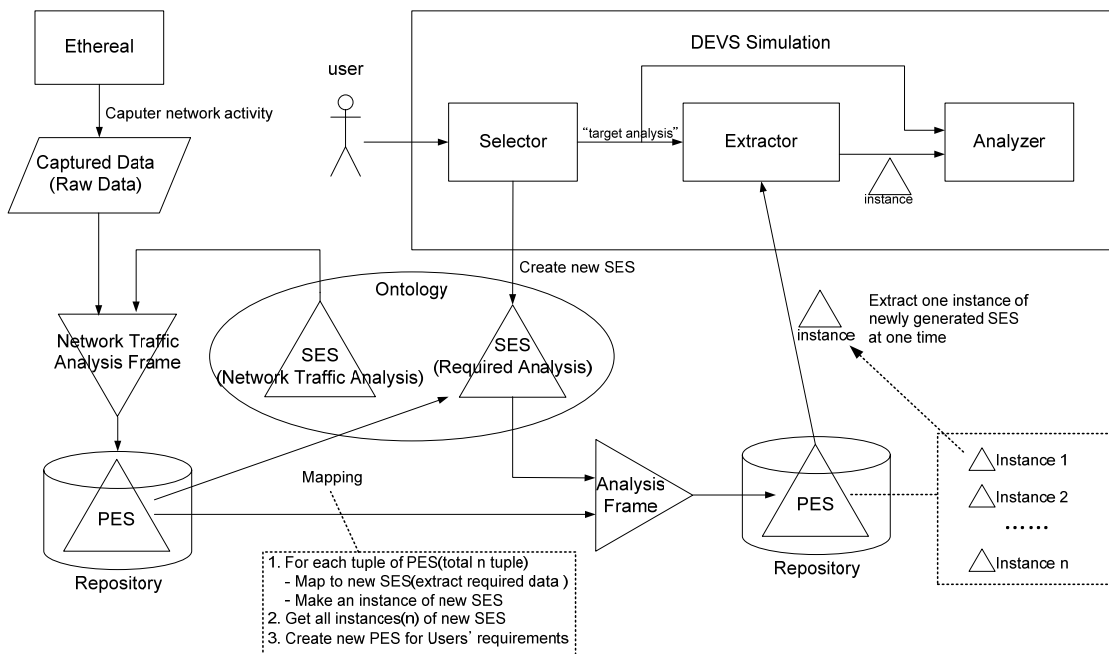 Ethereal
Caputer network activity
Captured Data
(Raw Data)
user
DEVS Simulation
Selector
"target analysis"
Extractor
Analyzer
instance
Create new SES
Ontology
Network Traffic
Analysis Frame
SES
(Network Traffic Analysis)
SES
(Required Analysis)
instance
Extract one instance of
newly generated SES
at one time
PES
Repository
Mapping
Analysis
Frame
PES
Repository
Instance 1
Instance 2
......
Instance n
1. For each tuple of PES(total n tuple)
- Map to new SES(extract required data )
- Make an instance of new SES
2. Get all instances(n) of new SES
3. Create new PES for Users' requirements